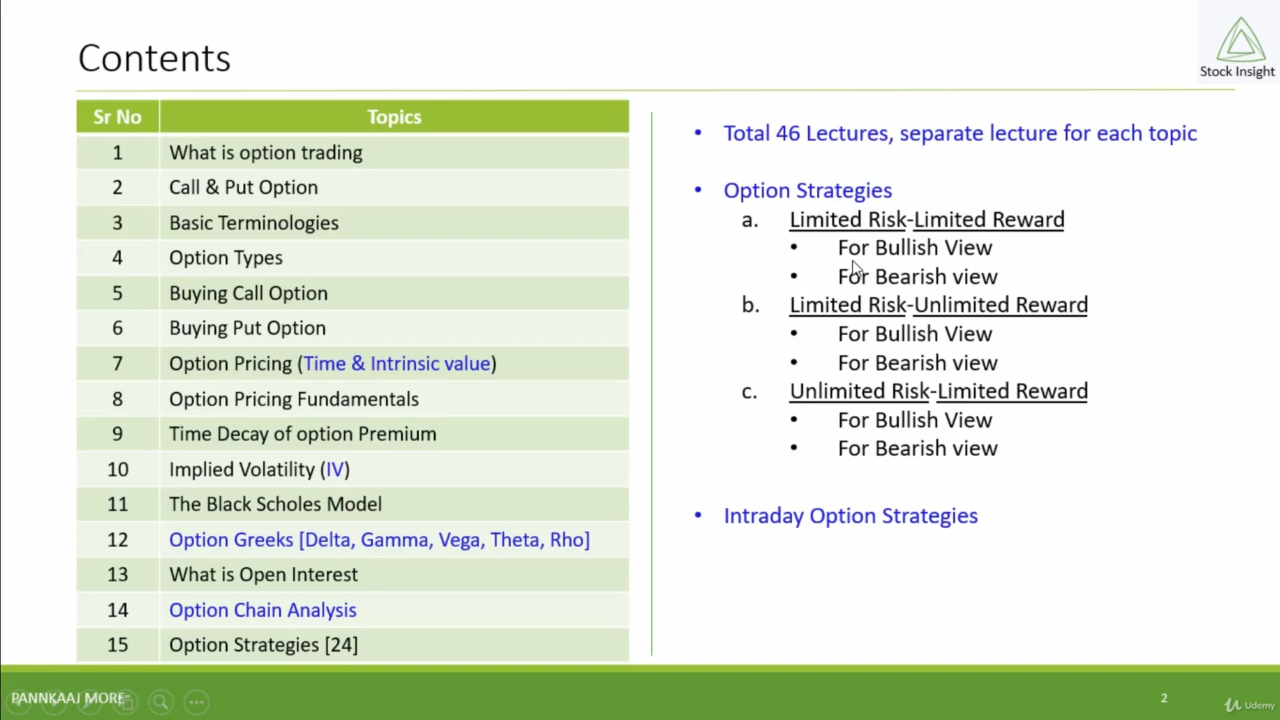 Contents
Stock Insight
Sr No Topics
1 What is option trading
2 Call & Put Option
3 Basic Terminologies
4 Option Types
5 Buying Call Option
6 Buying Put Option
7 Option Pricing (Time & Intrinsic value)
8 Option Pricing Fundamentals
9 Time Decay of option Premium
10 Implied Volatility (IV)
11 The Black Scholes Model
12 Option Greeks [Delta, Gamma, Vega, Theta, Rho]
13 What is Open Interest
14 Option Chain Analysis
15 Option Strategies [24]
• Total 46 Lectures, separate lecture for each topic
• Option Strategies
a. Limited Risk-Limited Reward
• For Bullish View
• For Bearish view
b. Limited Risk-Unlimited Reward
• For Bullish View
• For Bearish view
c. Unlimited Risk-Limited Reward
• For Bullish View
• For Bearish view
• Intraday Option Strategies
PANNKAAJ MORE
2
Udemy